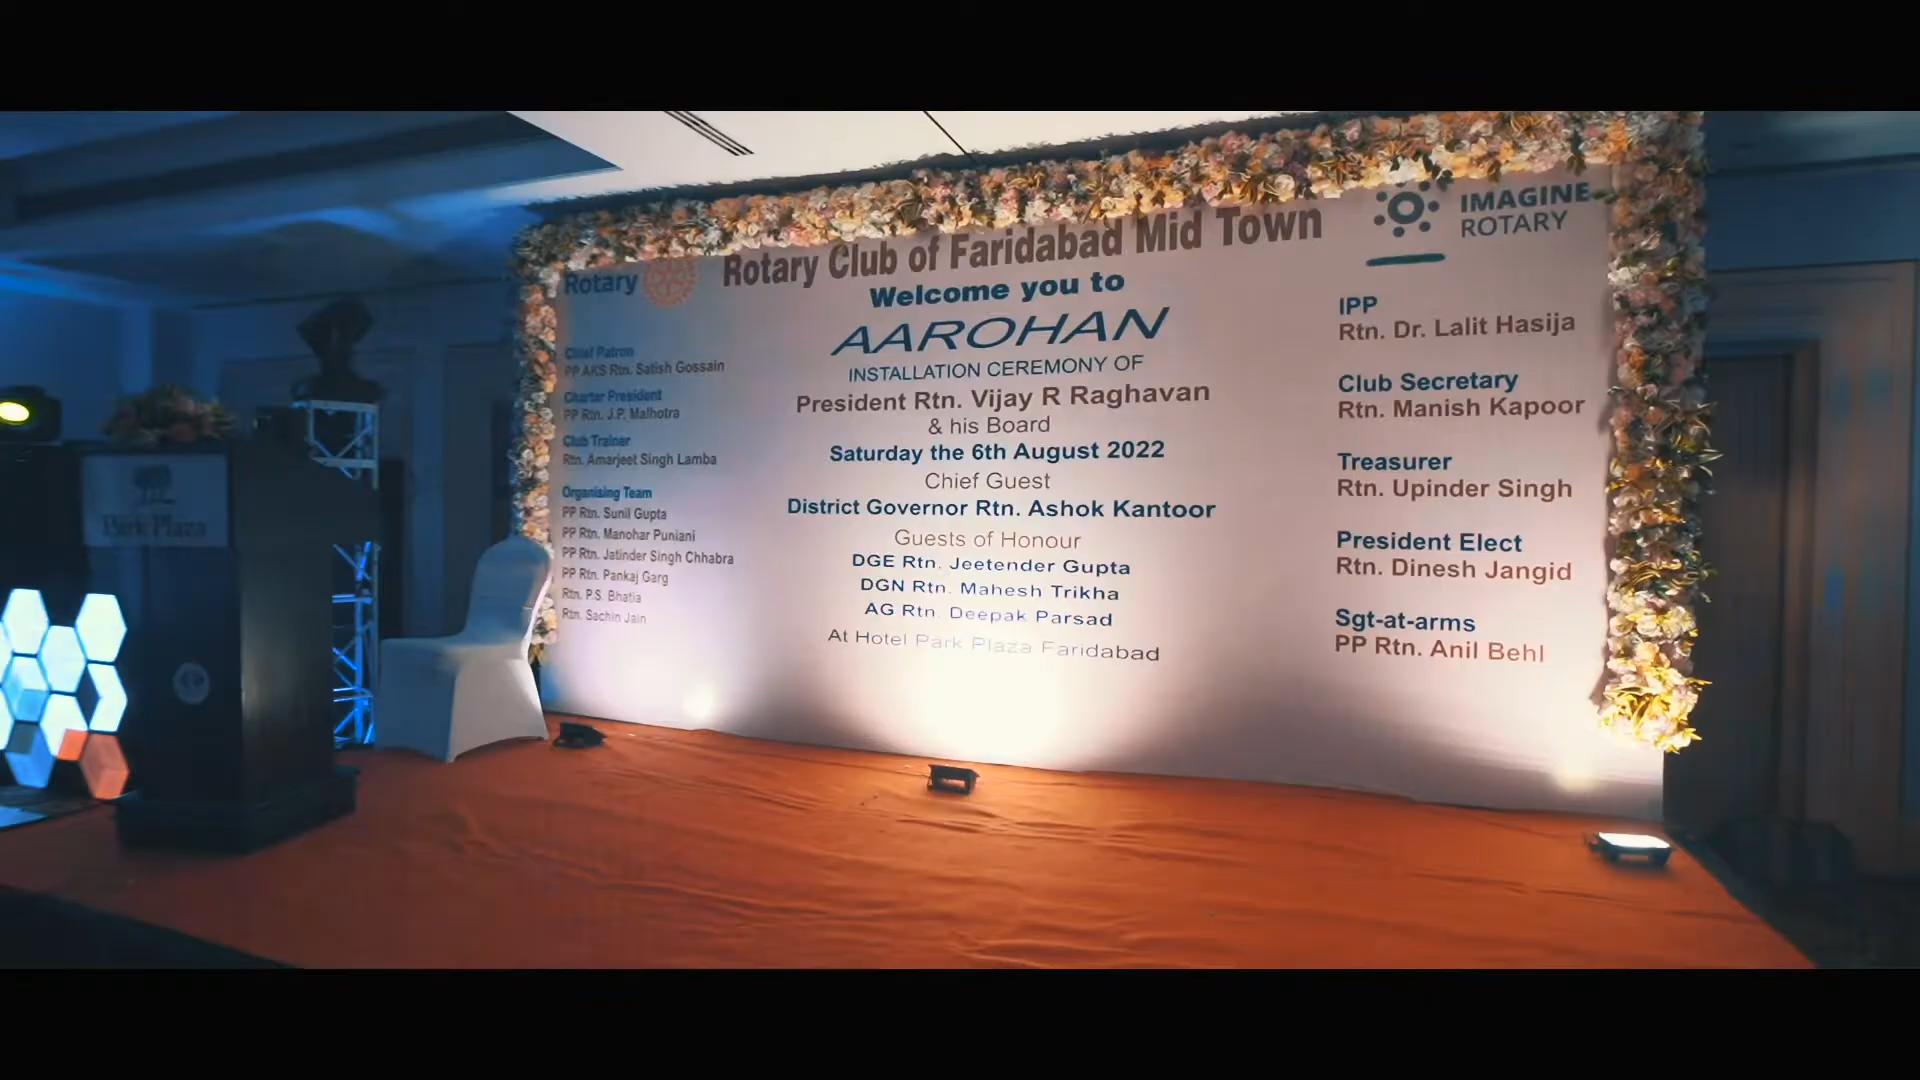 Rotary
Rotary Club of Faridabad Mid Town
IMAGINE
ROTARY
Welcome you to
AAROHAN
INSTALLATION CEREMONY OF
President Rtn. Vijay R Raghavan
& his Board
Saturday the 6th August 2022
Chief Guest
District Governor Rtn. Ashok Kantoor
Guests of Honour
DGE Rtn. Jeetender Gupta
DGN Rtn. Mahesh Trikha
AG Rtn. Deepak Parsad
At Hotel Park Plaza Faridabad
Chief Patron
PP AKS Rtn. Satish Gossain
Charter President
PP Rtn. J.P. Malhotra
Club Trainer
Rtn. Amarjeet Singh Lamba
Organising Team
PP Rtn. Sunil Gupta
PP Rtn. Manohar Puniani
PP Rtn. Jatinder Singh Chhabra
PP Rtn. Pankaj Garg
Rtn. P.S. Bhatia
Rtn. Sachin Jain
IPP
Rtn. Dr. Lalit Hasija
Club Secretary
Rtn. Manish Kapoor
Treasurer
Rtn. Upinder Singh
President Elect
Rtn. Dinesh Jangid
Sgt-at-arms
PP Rtn. Anil Behl
Park Plaza